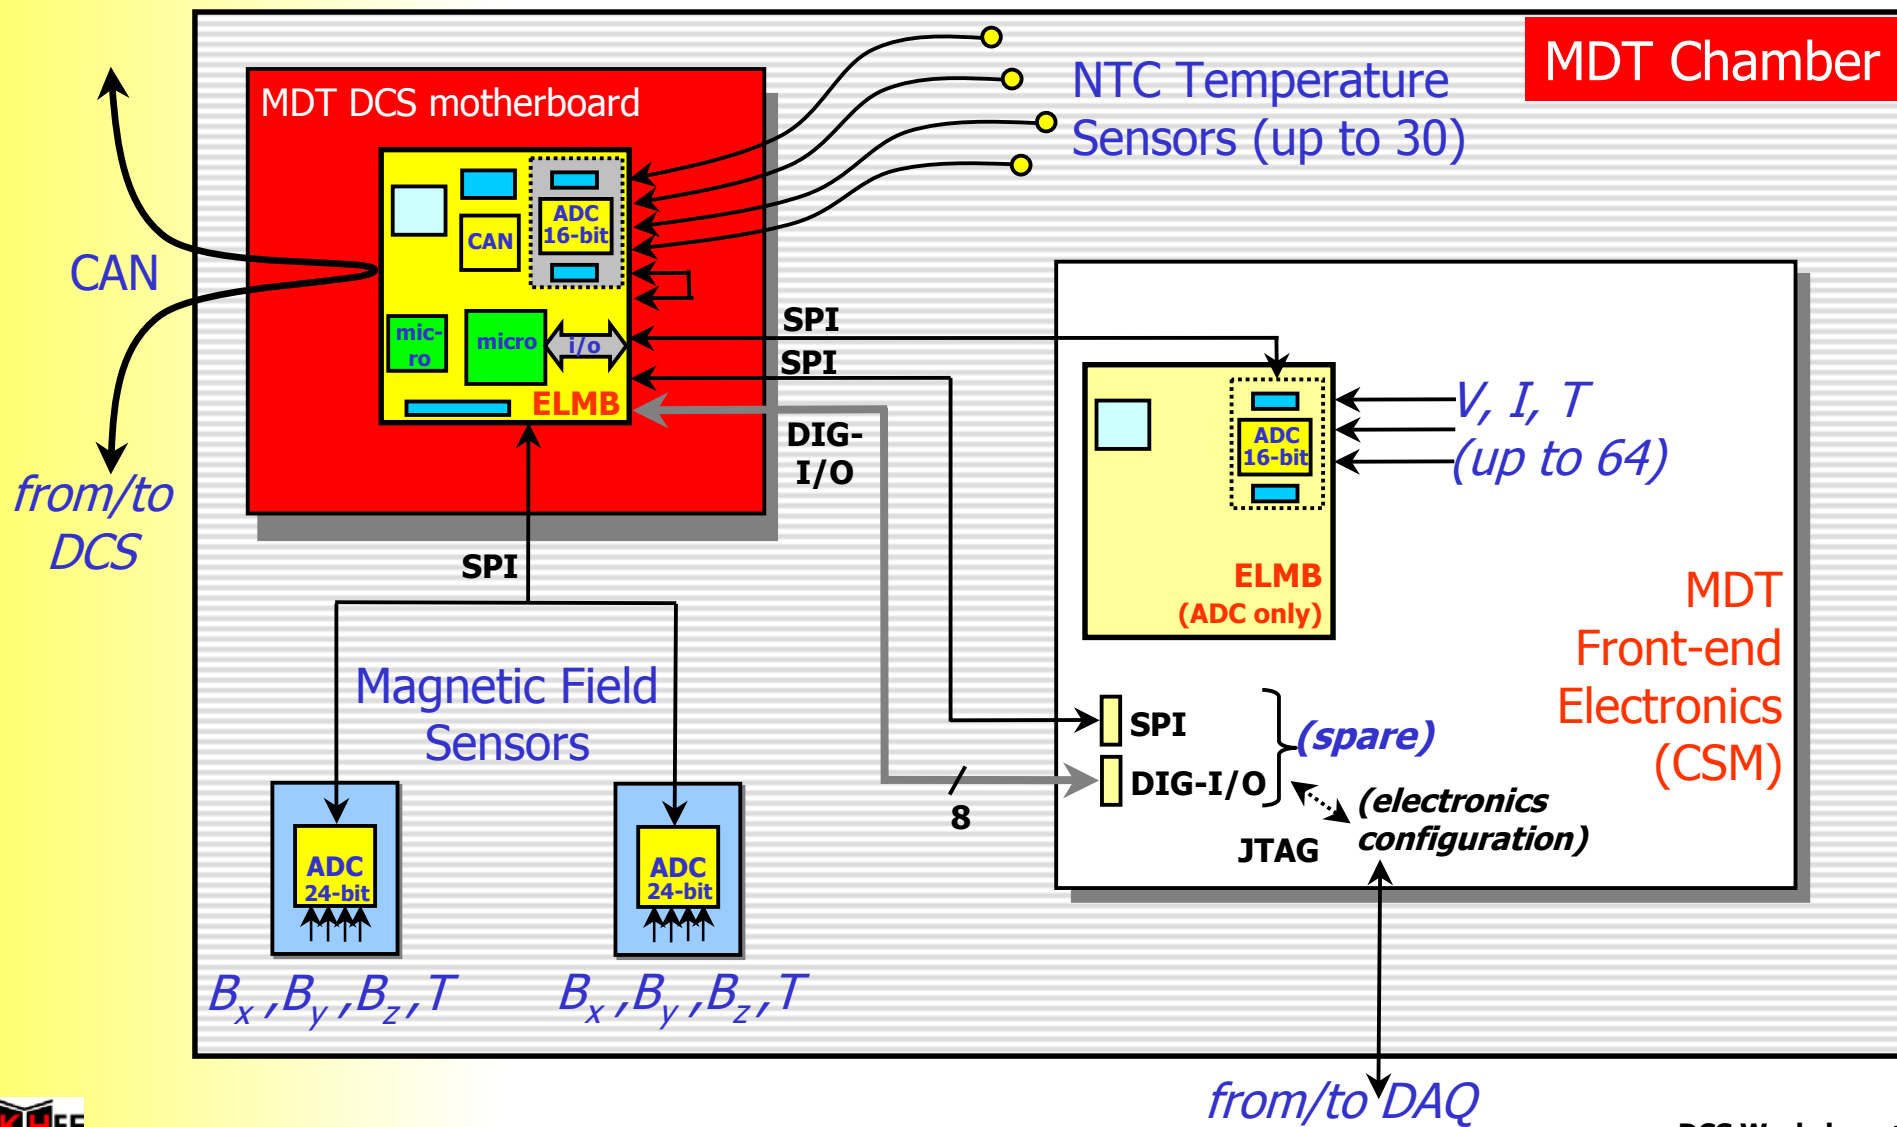 MDT Chamber
MDT DCS motherboard
NTC Temperature
Sensors (up to 30)
ADC
16-bit
CAN
CAN
mic-
ro
micro
i/o
ELMB
SPI
SPI
DIG-
I/O
from/to
DCS
SPI
ADC
16-bit
V, I, T
(up to 64)
ELMB
(ADC only)
MDT
Front-end
Electronics
(CSM)
Magnetic Field
Sensors
SPI
(spare)
DIG-I/O
8
(electronics
configuration)
JTAG
ADC
24-bit
ADC
24-bit
Bx ,By ,Bz,T
Bx ,By ,Bz,T
from/to DAQ